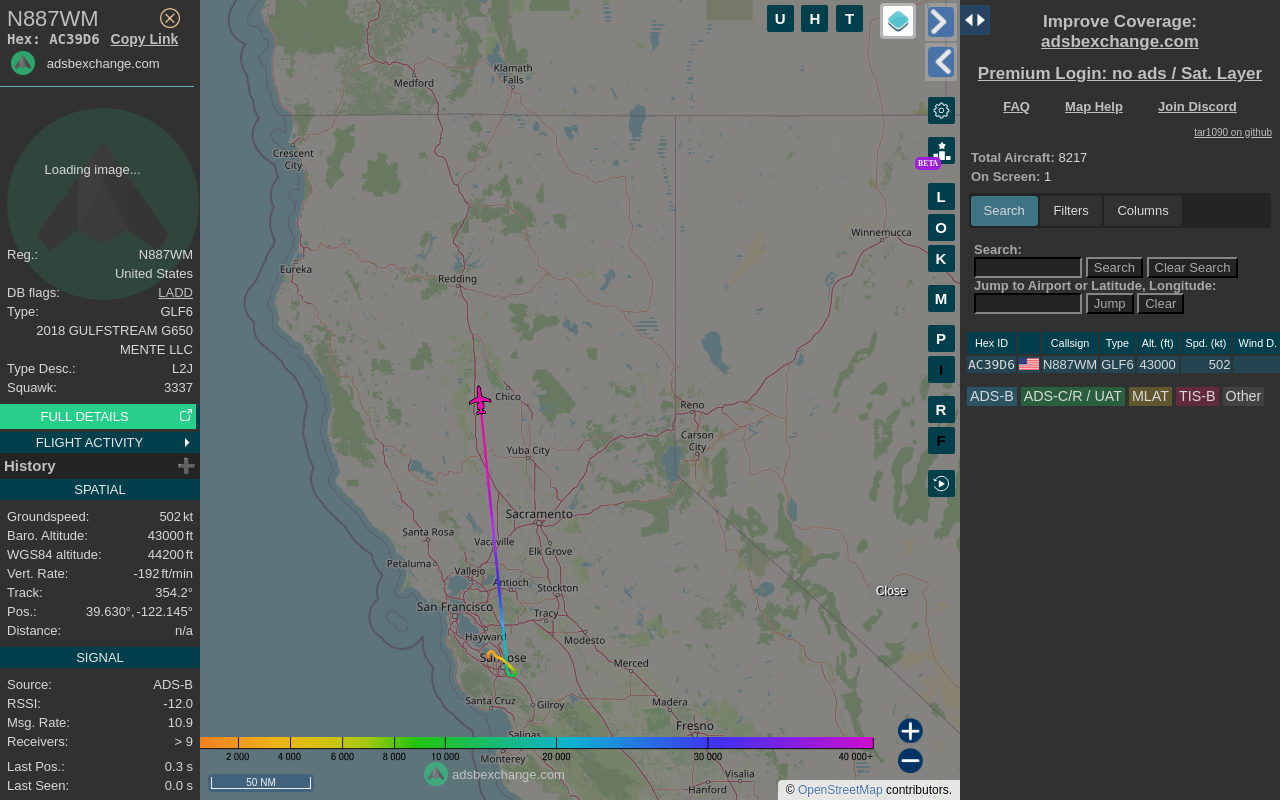 N887WM
Hex: AC39D6 Copy Link
adsbexchange.com
Loading image...
Reg.: N887WM
United States
DB flags: LADD
Type: GLF6
2018 GULFSTREAM G650
MENTE LLC
Type Desc.: L2J
Squawk: 3337
FULL DETAILS
FLIGHT ACTIVITY
History
SPATIAL
Groundspeed: 502 kt
Baro. Altitude: 43000 ft
WGS84 altitude: 44200 ft
Vert. Rate: -192 ft/min
Track: 354.2°
Pos.: 39.630°, -122.145°
Distance: n/a
SIGNAL
Source: ADS-B
RSSI: -12.0
Msg. Rate: 10.9
Receivers: > 9
Last Pos.: 0.3 s
Last Seen: 0.0 s
U H T
Klamath
Falls
Medford
Crescent
City
BETA
L
O
K
M
P
I
R
F
Winnemucca
Eureka
Redding
Chico
Reno
Carson
City
Yuba City
Sacramento
Santa Rosa
Vacaville
Elk Grove
Petaluma
Vallejo
Antioch
Stockton
Close
San Francisco
Tracy
Hayward
Modesto
San Jose
Merced
Santa Cruz
Gilroy
Madera
Fresno
Salinas
2 000 4 000 6 000 8 000 10 000 20 000 30 000 40 000+
Monterey
adsbexchange.com
Visalia
Hanford
50 NM
© OpenStreetMap contributors.
Improve Coverage:
adsbexchange.com
Premium Login: no ads / Sat. Layer
FAQ Map Help Join Discord
tar1090 on github
Total Aircraft: 8217
On Screen: 1
Search Filters Columns
Search:
Search Clear Search
Jump to Airport or Latitude, Longitude:
Jump Clear
Hex ID Callsign Type Alt. (ft) Spd. (kt) Wind D.
AC39D6 N887WM GLF6 43000 502
ADS-B ADS-C/R / UAT MLAT TIS-B Other